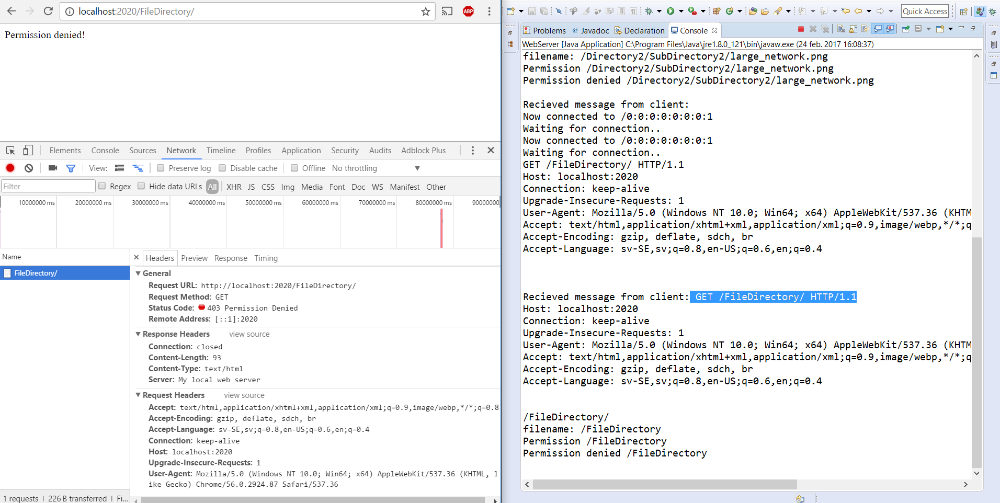 localhost:2020/FileDirectory/
ABP
Permission denied!
Elements Console Sources Network Timeline Profiles Application Security Audits Adblock Plus
View: Preserve log Disable cache Offline No throttling
Filter Regex Hide data URLs All XHR JS CSS Img Media Font Doc WS Manifest Other
10000000 ms 20000000 ms 30000000 ms 40000000 ms 50000000 ms 60000000 ms 70000000 ms 80000000 ms 90000000
Name
FileDirectory/
Headers Preview Response Timing
General
Request URL: http://localhost:2020/FileDirectory/
Request Method: GET
Status Code: 403 Permission Denied
Remote Address: [::1]:2020
Response Headers view source
Connection: closed
Content-Length: 93
Content-Type: text/html
Server: My local web server
Request Headers view source
Accept: text/html,application/xhtml+xml,application/xml;q=0.9,image/webp,*/*;q=0.8
Accept-Encoding: gzip, deflate, sdch, br
Accept-Language: sv-SE,sv;q=0.8,en-US;q=0.6,en;q=0.4
Connection: keep-alive
Host: localhost:2020
Upgrade-Insecure-Requests: 1
User-Agent: Mozilla/5.0 (Windows NT 10.0; Win64; x64) AppleWebKit/537.36 (KHTML, l
ike Gecko) Chrome/56.0.2924.87 Safari/537.36
1 requests | 226 B transferred | Fi...
Quick Access
Problems @ Javadoc Declaration Console
WebServer [Java Application] C:\Program Files\Java\jre1.8.0_121\bin\javaw.exe (24 feb. 2017 16:08:37)
filename: /Directory2/SubDirectory2/large_network.png
Permission /Directory2/SubDirectory2/large_network.png
Permission denied /Directory2/SubDirectory2/large_network.png
Recieved message from client:
Now connected to /0:0:0:0:0:0:0:1
Waiting for connection..
Now connected to /0:0:0:0:0:0:0:1
Waiting for connection..
GET /FileDirectory/ HTTP/1.1
Host: localhost:2020
Connection: keep-alive
Upgrade-Insecure-Requests: 1
User-Agent: Mozilla/5.0 (Windows NT 10.0; Win64; x64) AppleWebKit/537.36 (KHTM
Accept: text/html,application/xhtml+xml,application/xml;q=0.9,image/webp,*/*;q
Accept-Encoding: gzip, deflate, sdch, br
Accept-Language: sv-SE,sv;q=0.8,en-US;q=0.6,en;q=0.4
Recieved message from client: GET /FileDirectory/ HTTP/1.1
Host: localhost:2020
Connection: keep-alive
Upgrade-Insecure-Requests: 1
User-Agent: Mozilla/5.0 (Windows NT 10.0; Win64; x64) AppleWebKit/537.36 (KHTM
Accept: text/html,application/xhtml+xml,application/xml;q=0.9,image/webp,*/*;q
Accept-Encoding: gzip, deflate, sdch, br
Accept-Language: sv-SE,sv;q=0.8,en-US;q=0.6,en;q=0.4
/FileDirectory/
filename: /FileDirectory
Permission /FileDirectory
Permission denied /FileDirectory